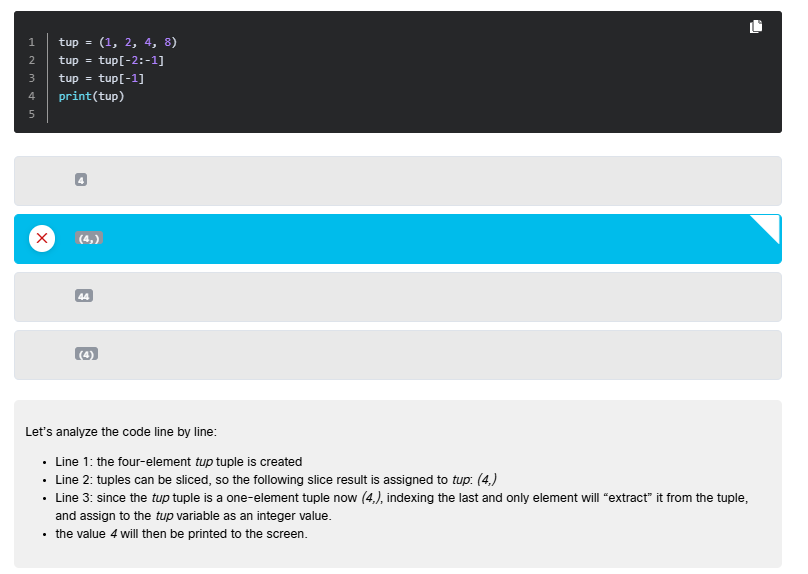 1 tup = (1, 2, 4, 8)
2 tup = tup[-2:-1]
3 tup = tup[-1]
4 print(tup)
5
4
(4,)
44
(4)
Let's analyze the code line by line:
• Line 1: the four-element tup tuple is created
• Line 2: tuples can be sliced, so the following slice result is assigned to tup: (4,)
• Line 3: since the tup tuple is a one-element tuple now (4,), indexing the last and only element will “extract” it from the tuple,
and assign to the tup variable as an integer value.
• the value 4 will then be printed to the screen.